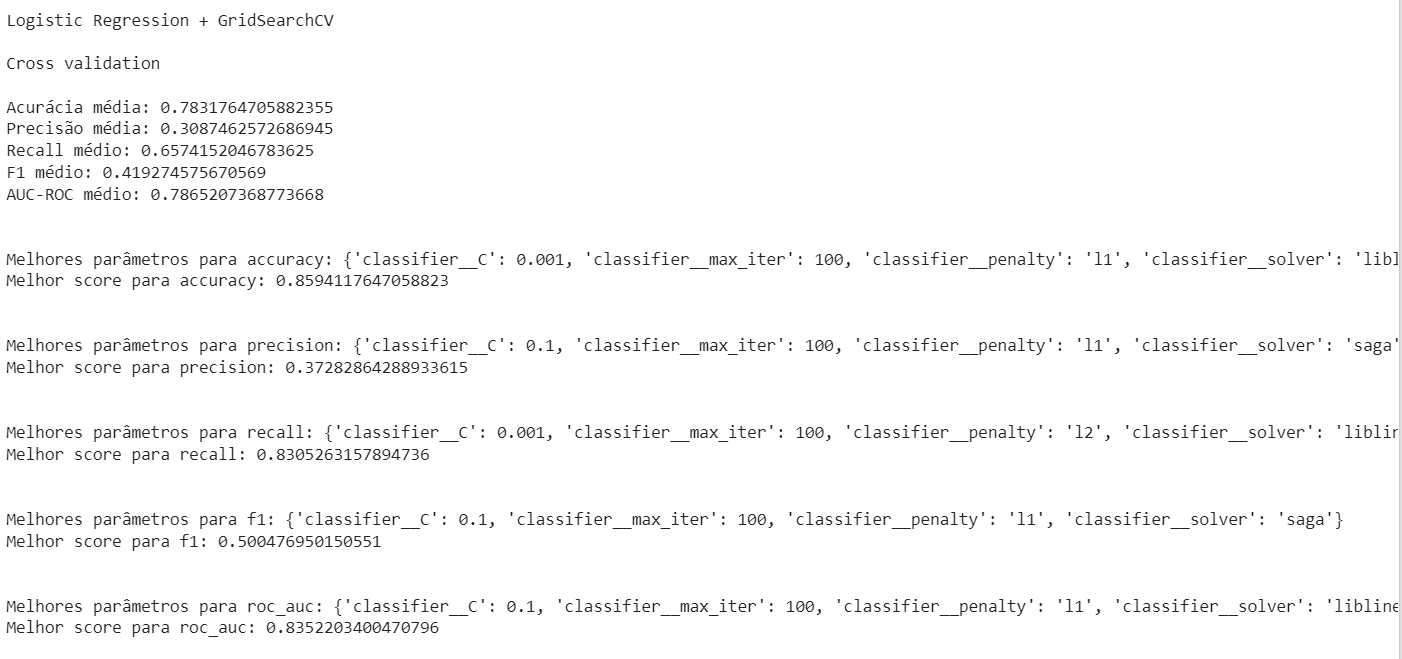 Logistic Regression + GridSearchCV
Cross validation
Acurácia média: 0.7831764705882355
Precisão média: 0.3087462572686945
Recall médio: 0.6574152046783625
F1 médio: 0.419274575670569
AUC-ROC médio: 0.7865207368773668
Melhores parâmetros para accuracy: {'classifier__C': 0.001, 'classifier__max_iter': 100, 'classifier__penalty': 'l1', 'classifier__solver': 'libl
Melhor score para accuracy: 0.8594117647058823
Melhores parâmetros para precision: {'classifier__C': 0.1, 'classifier__max_iter': 100, 'classifier__penalty': 'l1', 'classifier__solver': 'saga'
Melhor score para precision: 0.37282864288933615
Melhores parâmetros para recall: {'classifier__C': 0.001, 'classifier__max_iter': 100, 'classifier__penalty': 'l2', 'classifier__solver': 'liblin
Melhor score para recall: 0.8305263157894736
Melhores parâmetros para f1: {'classifier__C': 0.1, 'classifier__max_iter': 100, 'classifier__penalty': 'l1', 'classifier__solver': 'saga'}
Melhor score para f1: 0.500476950150551
Melhores parâmetros para roc_auc: {'classifier__C': 0.1, 'classifier__max_iter': 100, 'classifier__penalty': 'l1', 'classifier__solver': 'libline
Melhor score para roc_auc: 0.8352203400470796